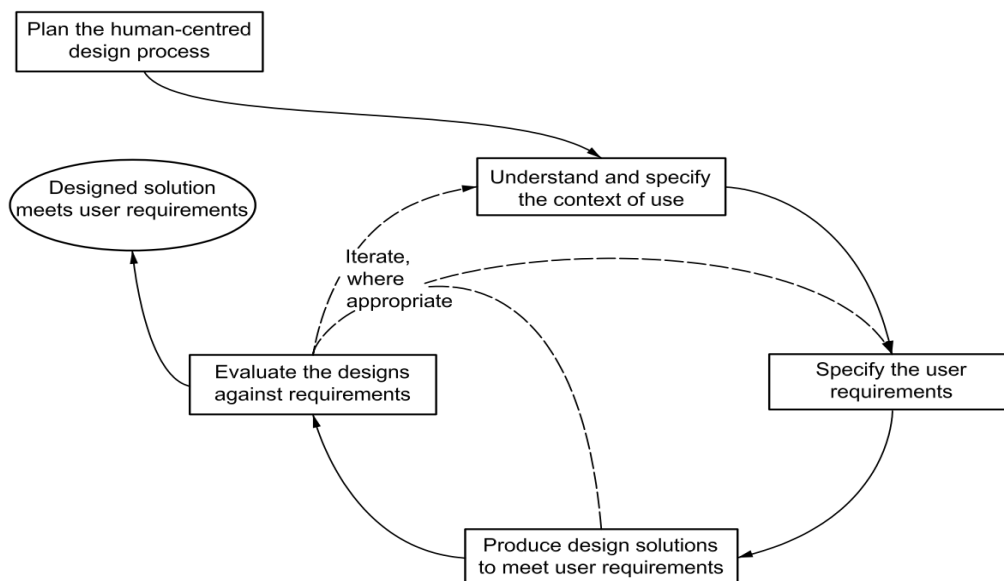 Plan the human-centred
design process
Designed solution
meets user requirements
Understand and specify
the context of use
Iterate,
where
appropriate
Evaluate the designs
against requirements
Specify the user
requirements
Produce design solutions
to meet user requirements